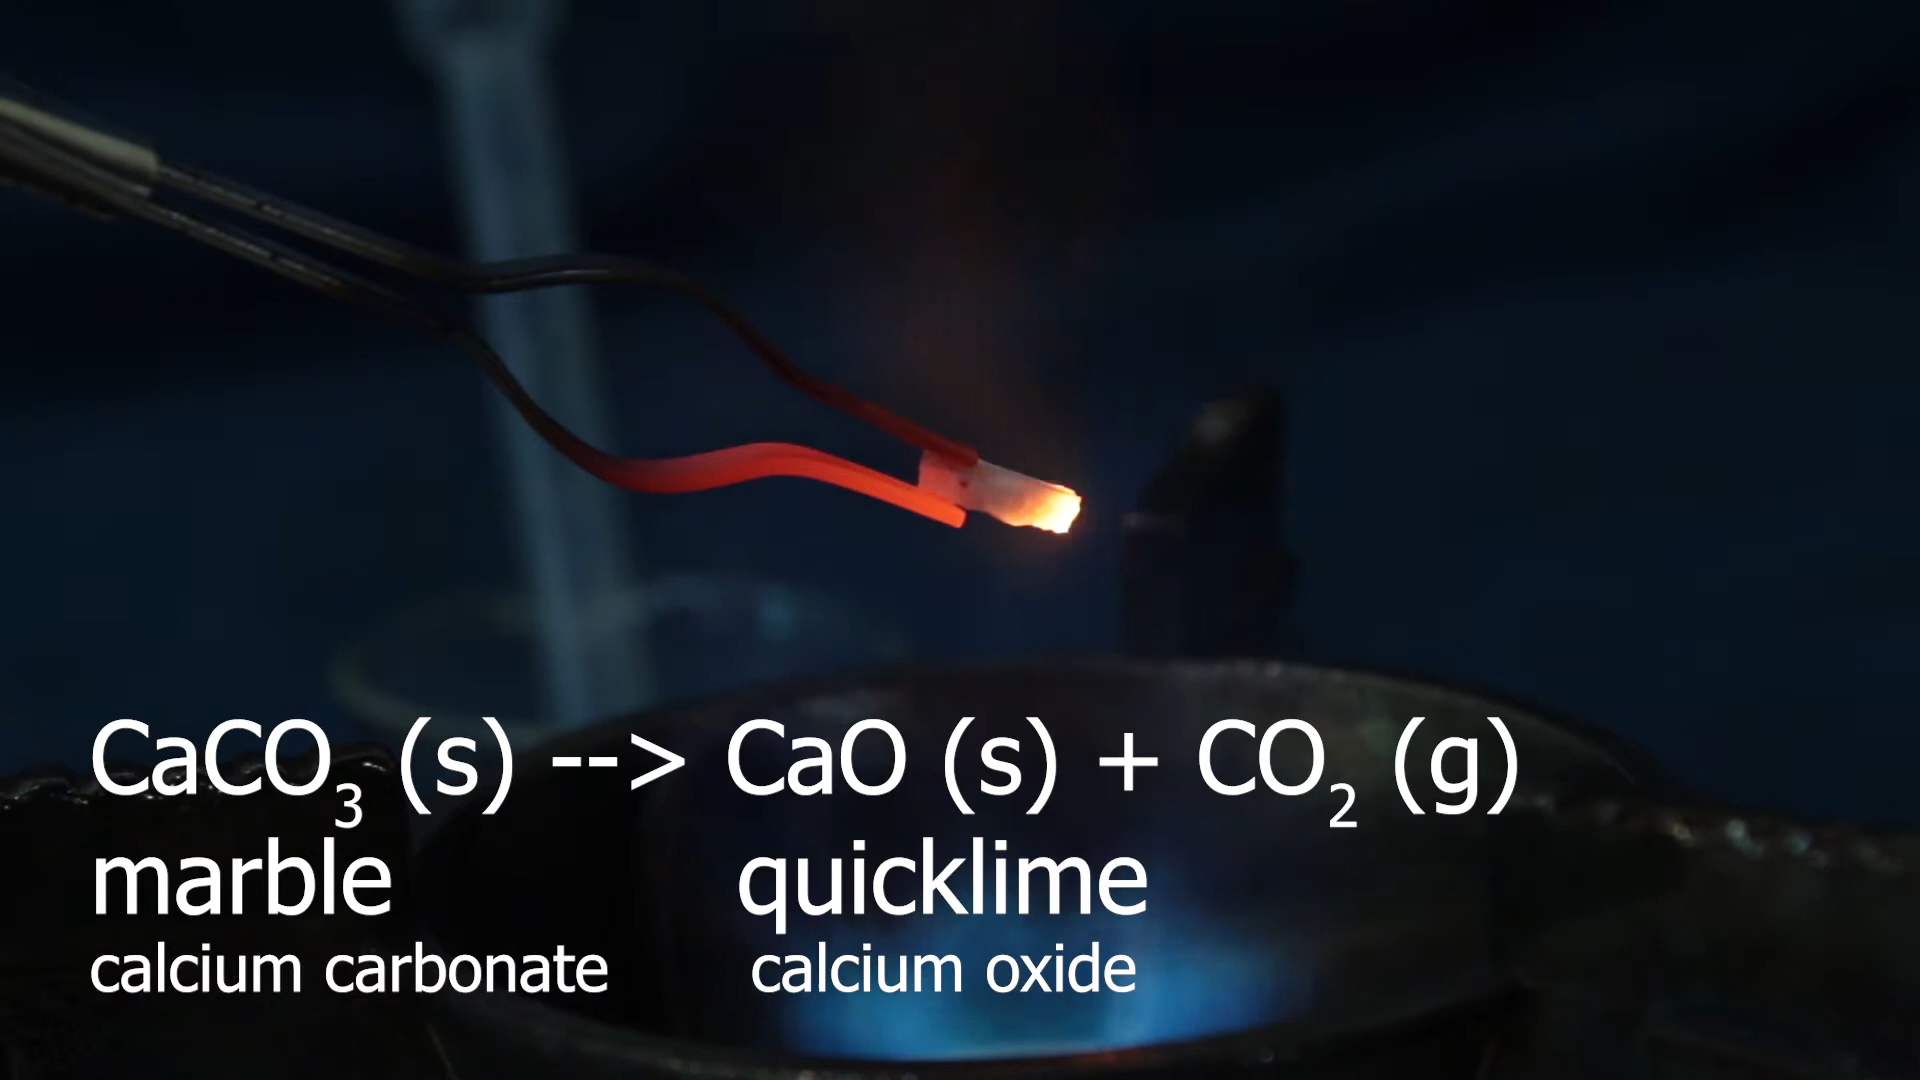 CaCO₃ (s) --> CaO (s) + CO₂ (g)
marble quicklime
calcium carbonate calcium oxide